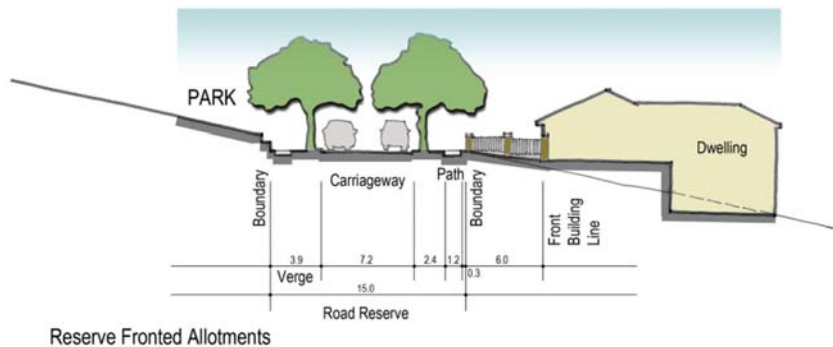 PARK
Dwelling
Carriageway
Path
Boundary
Boundary
Front
Building
Line
3.9
7.2
2.4
1.2
6.0
0.3
Verge
15.0
Road Reserve
Reserve Fronted Allotments